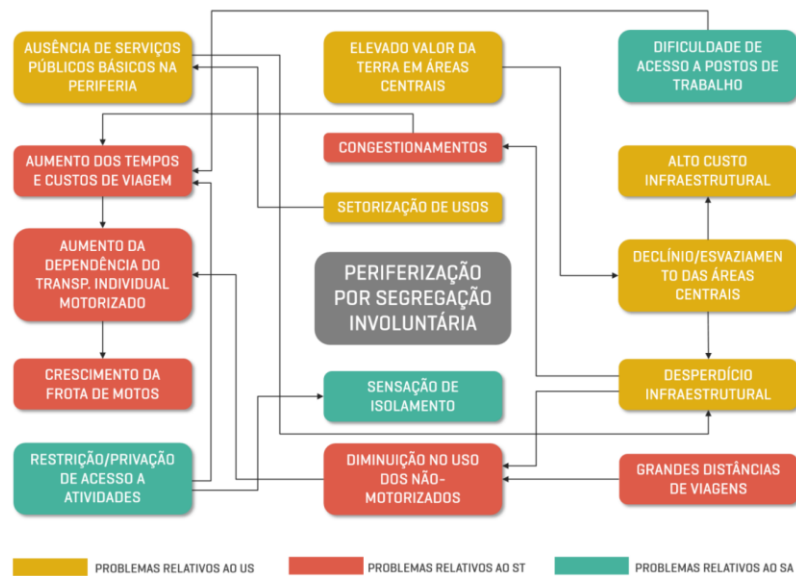 AUSÊNCIA DE SERVIÇOS
PÚBLICOS BÁSICOS NA
PERIFERIA
ELEVADO VALOR DA
TERRA EM ÁREAS
CENTRAIS
DIFICULDADE DE
ACESSO A POSTOS DE
TRABALHO
AUMENTO DOS TEMPOS
E CUSTOS DE VIAGEM
CONGESTIONAMENTOS
ALTO CUSTO
INFRAESTRUTURAL
SETORIZAÇÃO DE USOS
AUMENTO DA
DEPENDÊNCIA DO
TRANSP. INDIVIDUAL
MOTORIZADO
PERIFERIZAÇÃO
POR SEGREGAÇÃO
INVOLUNTÁRIA
DECLÍNIO/ESVAZIAMEN
TO DAS ÁREAS
CENTRAIS
CRESCIMENTO DA
FROTA DE MOTOS
SENSAÇÃO DE
ISOLAMENTO
DESPERDÍCIO
INFRAESTRUTURAL
RESTRIÇÃO/PRIVAÇÃO
DE ACESSO A
ATIVIDADES
DIMINUIÇÃO NO USO
DOS NÃO-
MOTORIZADOS
GRANDES DISTÂNCIAS
DE VIAGENS
PROBLEMAS RELATIVOS AO US
PROBLEMAS RELATIVOS AO ST
PROBLEMAS RELATIVOS AO SA